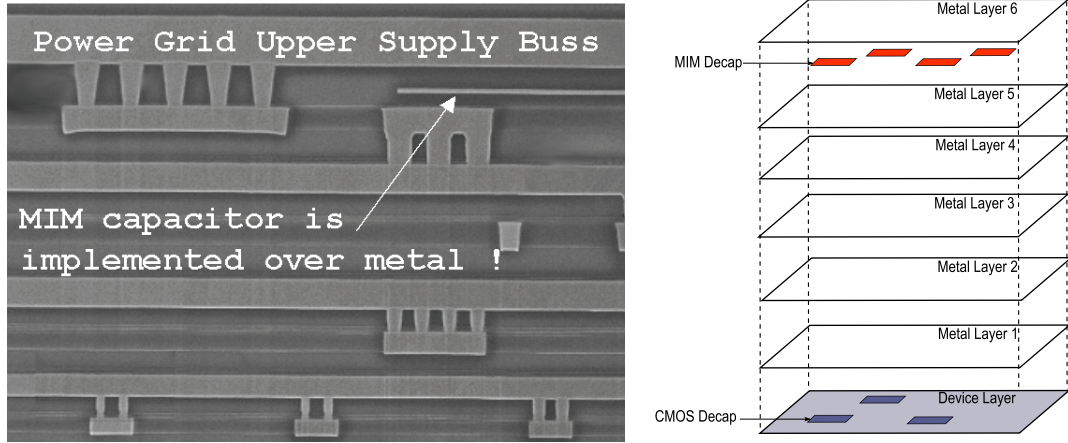 Power Grid Upper Supply Buss
MIM capacitor is
implemented over metal !
Metal Layer 6
MIM Decap
Metal Layer 5
Metal Layer 4
Metal Layer 3
Metal Layer 2
Metal Layer 1
Device Layer
CMOS Decap